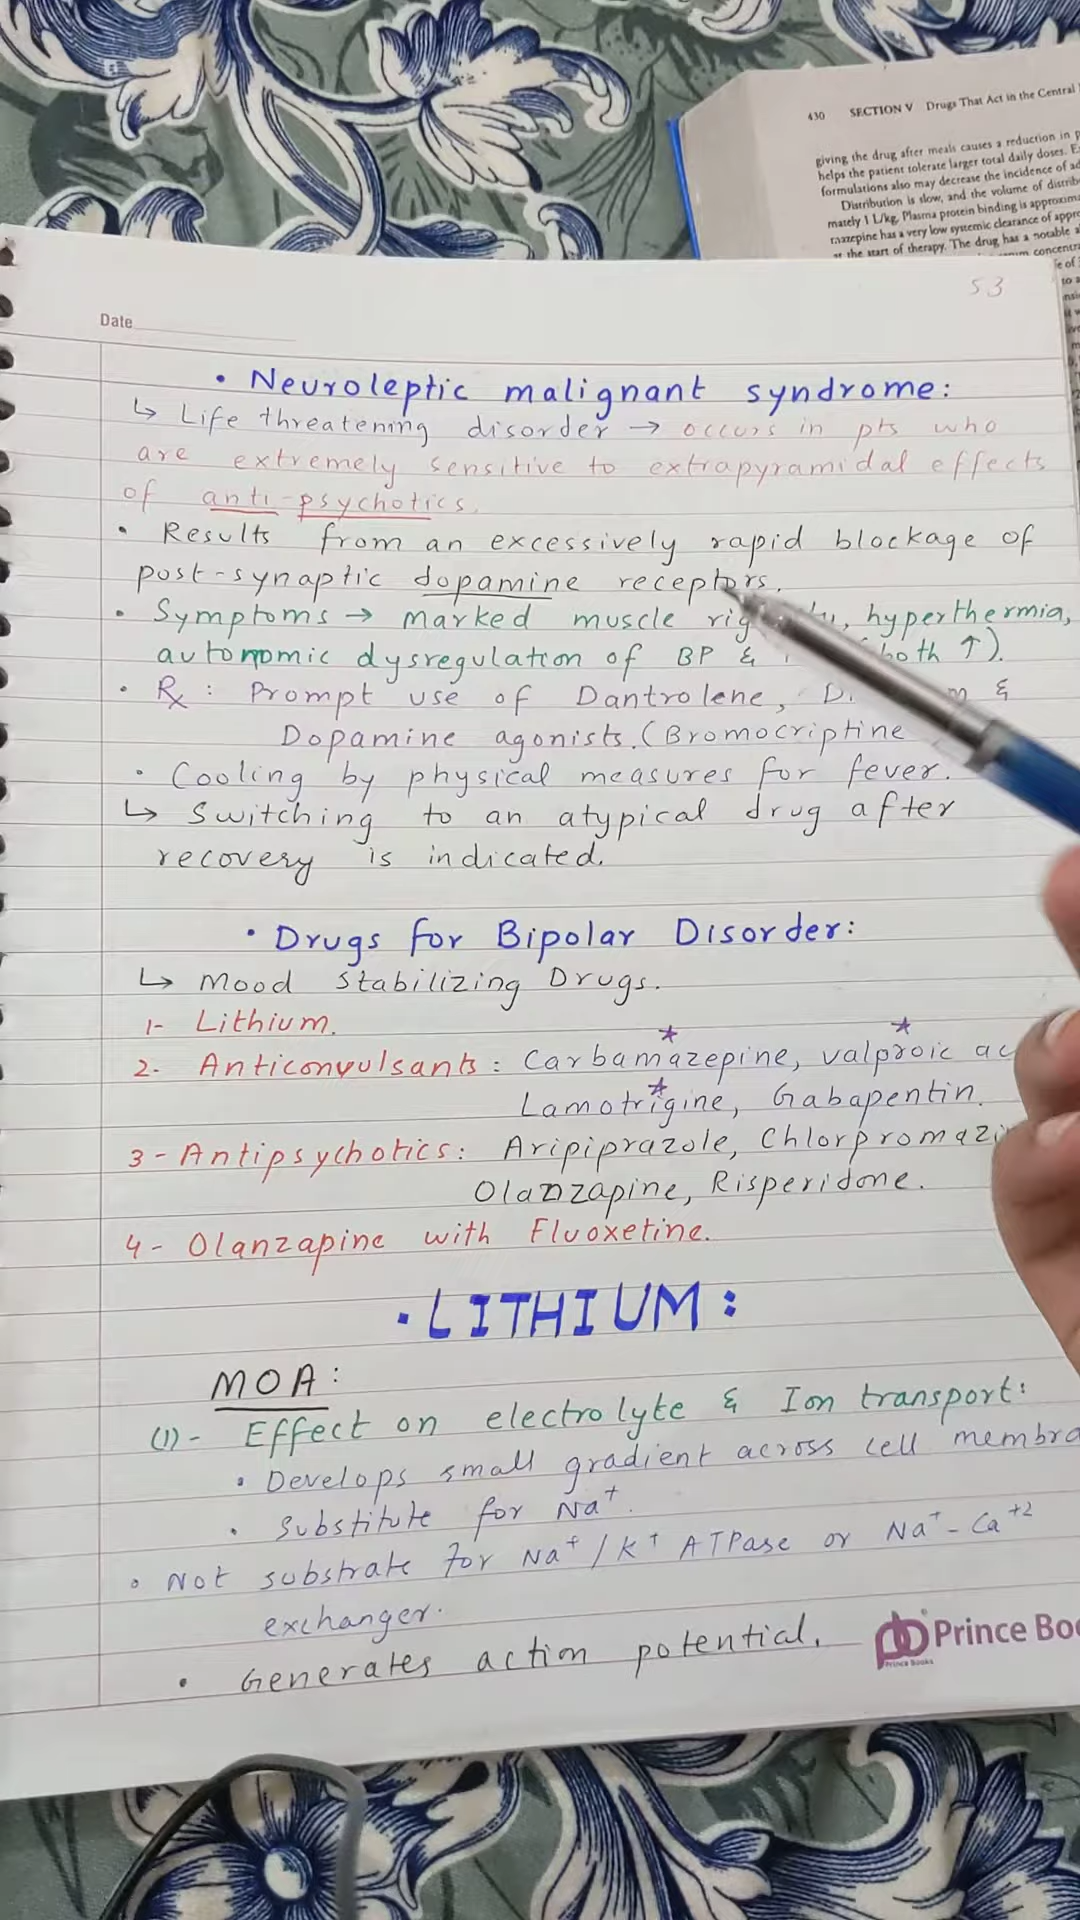 430 SECTION V Drugs That Act in the Central
giving the drug after meals causes a reduction in
helps the patient tolerate larger total daily doses.
formulations also may decrease the incidence of
Distribution is slow, and the volume of
mately 1 L/kg. Plasma protein binding is
has a very low systemic clearance of
at the start of therapy. The drug has a notable
53
Date
• Neuroleptic malignant syndrome:
↳ Life threatening disorder → occurs in pts who
are extremely sensitive to extrapyramidal effects
of anti-psychotics.
• Results from an excessively rapid blockage of
post-synaptic dopamine receptors.
• Symptoms → marked muscle hyperthermia,
autonomic dysregulation of BP & both ↑).
• Rx : Prompt use of Dantrolene, &
Dopamine agonists. (Bromocriptine
• Cooling by physical measures for fever.
↳ Switching to an atypical drug after
recovery is indicated.
• Drugs for Bipolar Disorder:
↳ Mood Stabilizing Drugs.
1- Lithium.
2. Anticonvulsants : Carbamazepine, valproic
Lamotrigine, Gabapentin.
3-Antipsychotics: Aripiprazole,
Olanzapine, Risperidone.
4- Olanzapine with Fluoxetine.
• LITHIUM:
MOA:
(1)- Effect on electrolyte & Ion transport:
• Develops small gradient across cell
• Substitute for Na⁺.
• Not substrate for Na⁺/K⁺ ATPase or Na⁺-Ca⁺²
exchanger.
• Generates action potential.
Prince
Prince Books